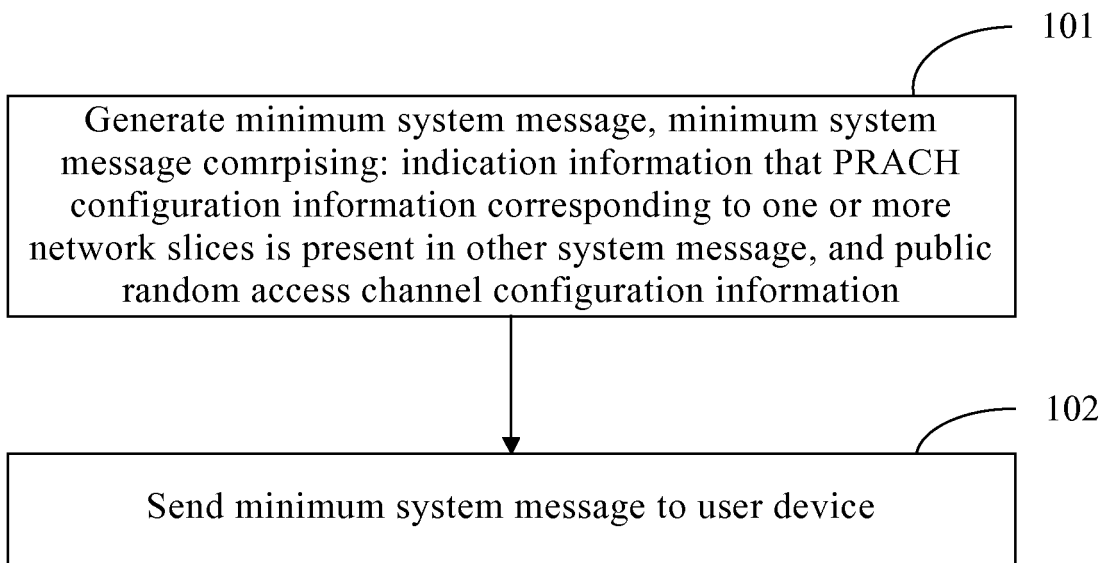 101
Generate minimum system message, minimum system
message comrpising: indication information that PRACH
configuration information corresponding to one or more
network slices is present in other system message, and public
random access channel configuration information
102
Send minimum system message to user device